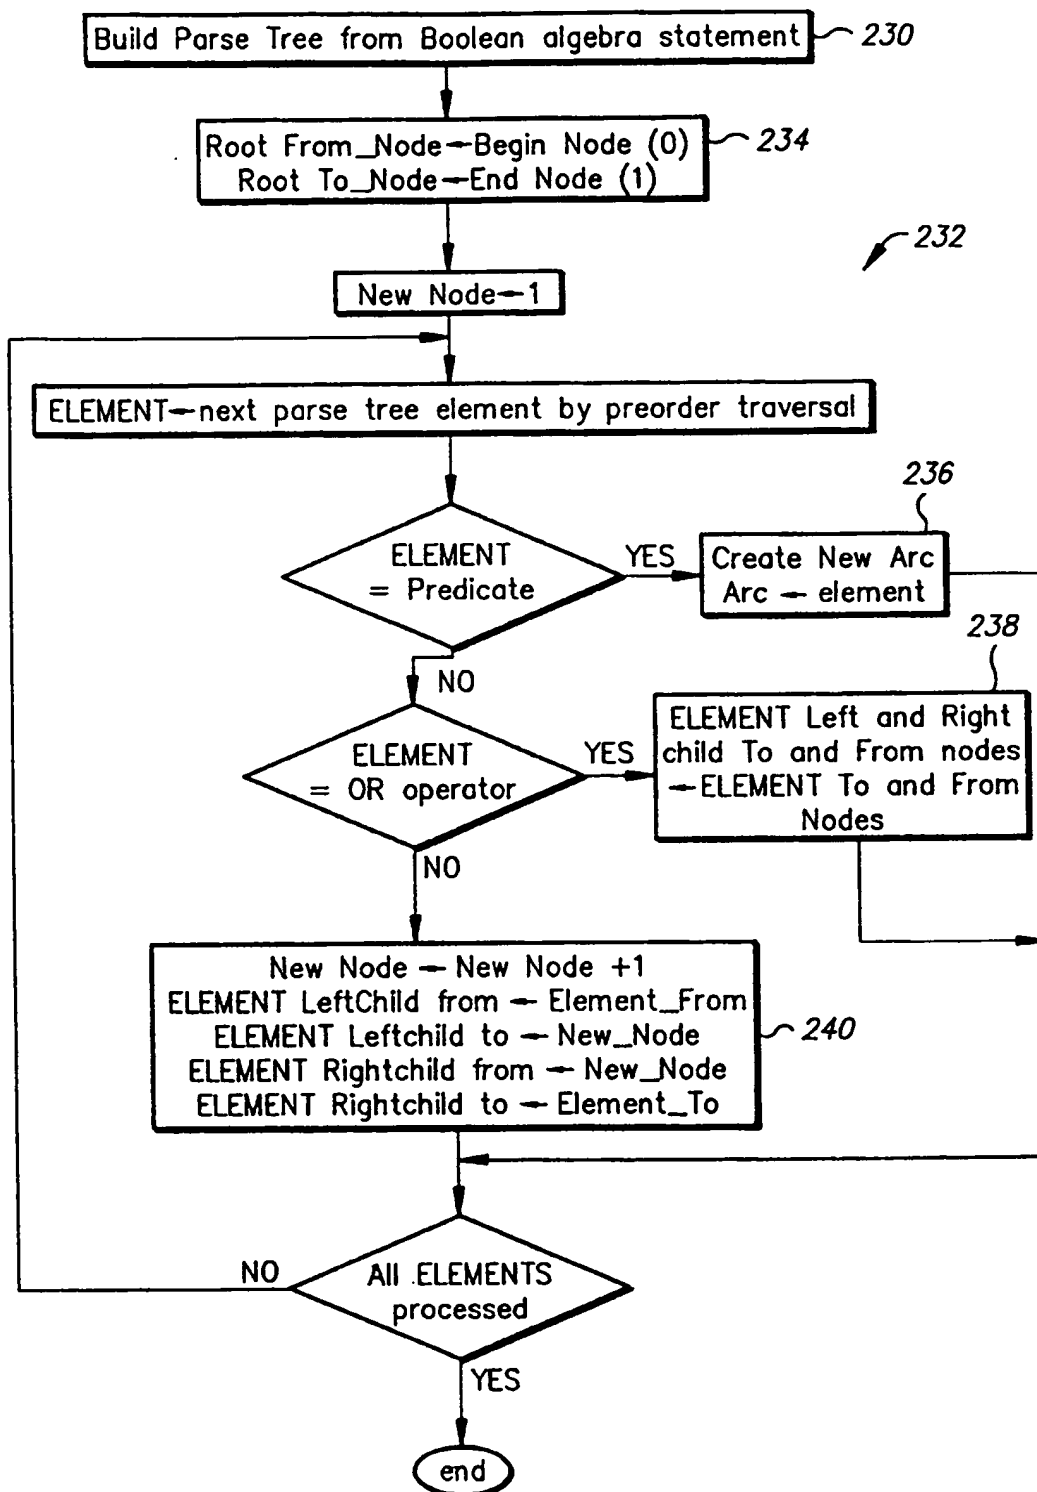 Build Parse Tree from Boolean algebra statement
230
Root From_Node←Begin Node (0)
Root To_Node←End Node (1)
234
232
New Node←1
ELEMENT←next parse tree element by preorder traversal
236
ELEMENT
= Predicate
YES
Create New Arc
Arc ← element
NO
238
ELEMENT
= OR operator
YES
ELEMENT Left and Right
child To and From nodes
←ELEMENT To and From
Nodes
NO
New Node ← New Node +1
ELEMENT LeftChild from ← Element_From
ELEMENT Leftchild to ← New_Node
ELEMENT Rightchild from ← New_Node
ELEMENT Rightchild to ← Element_To
240
NO
All ELEMENTS
processed
YES
end